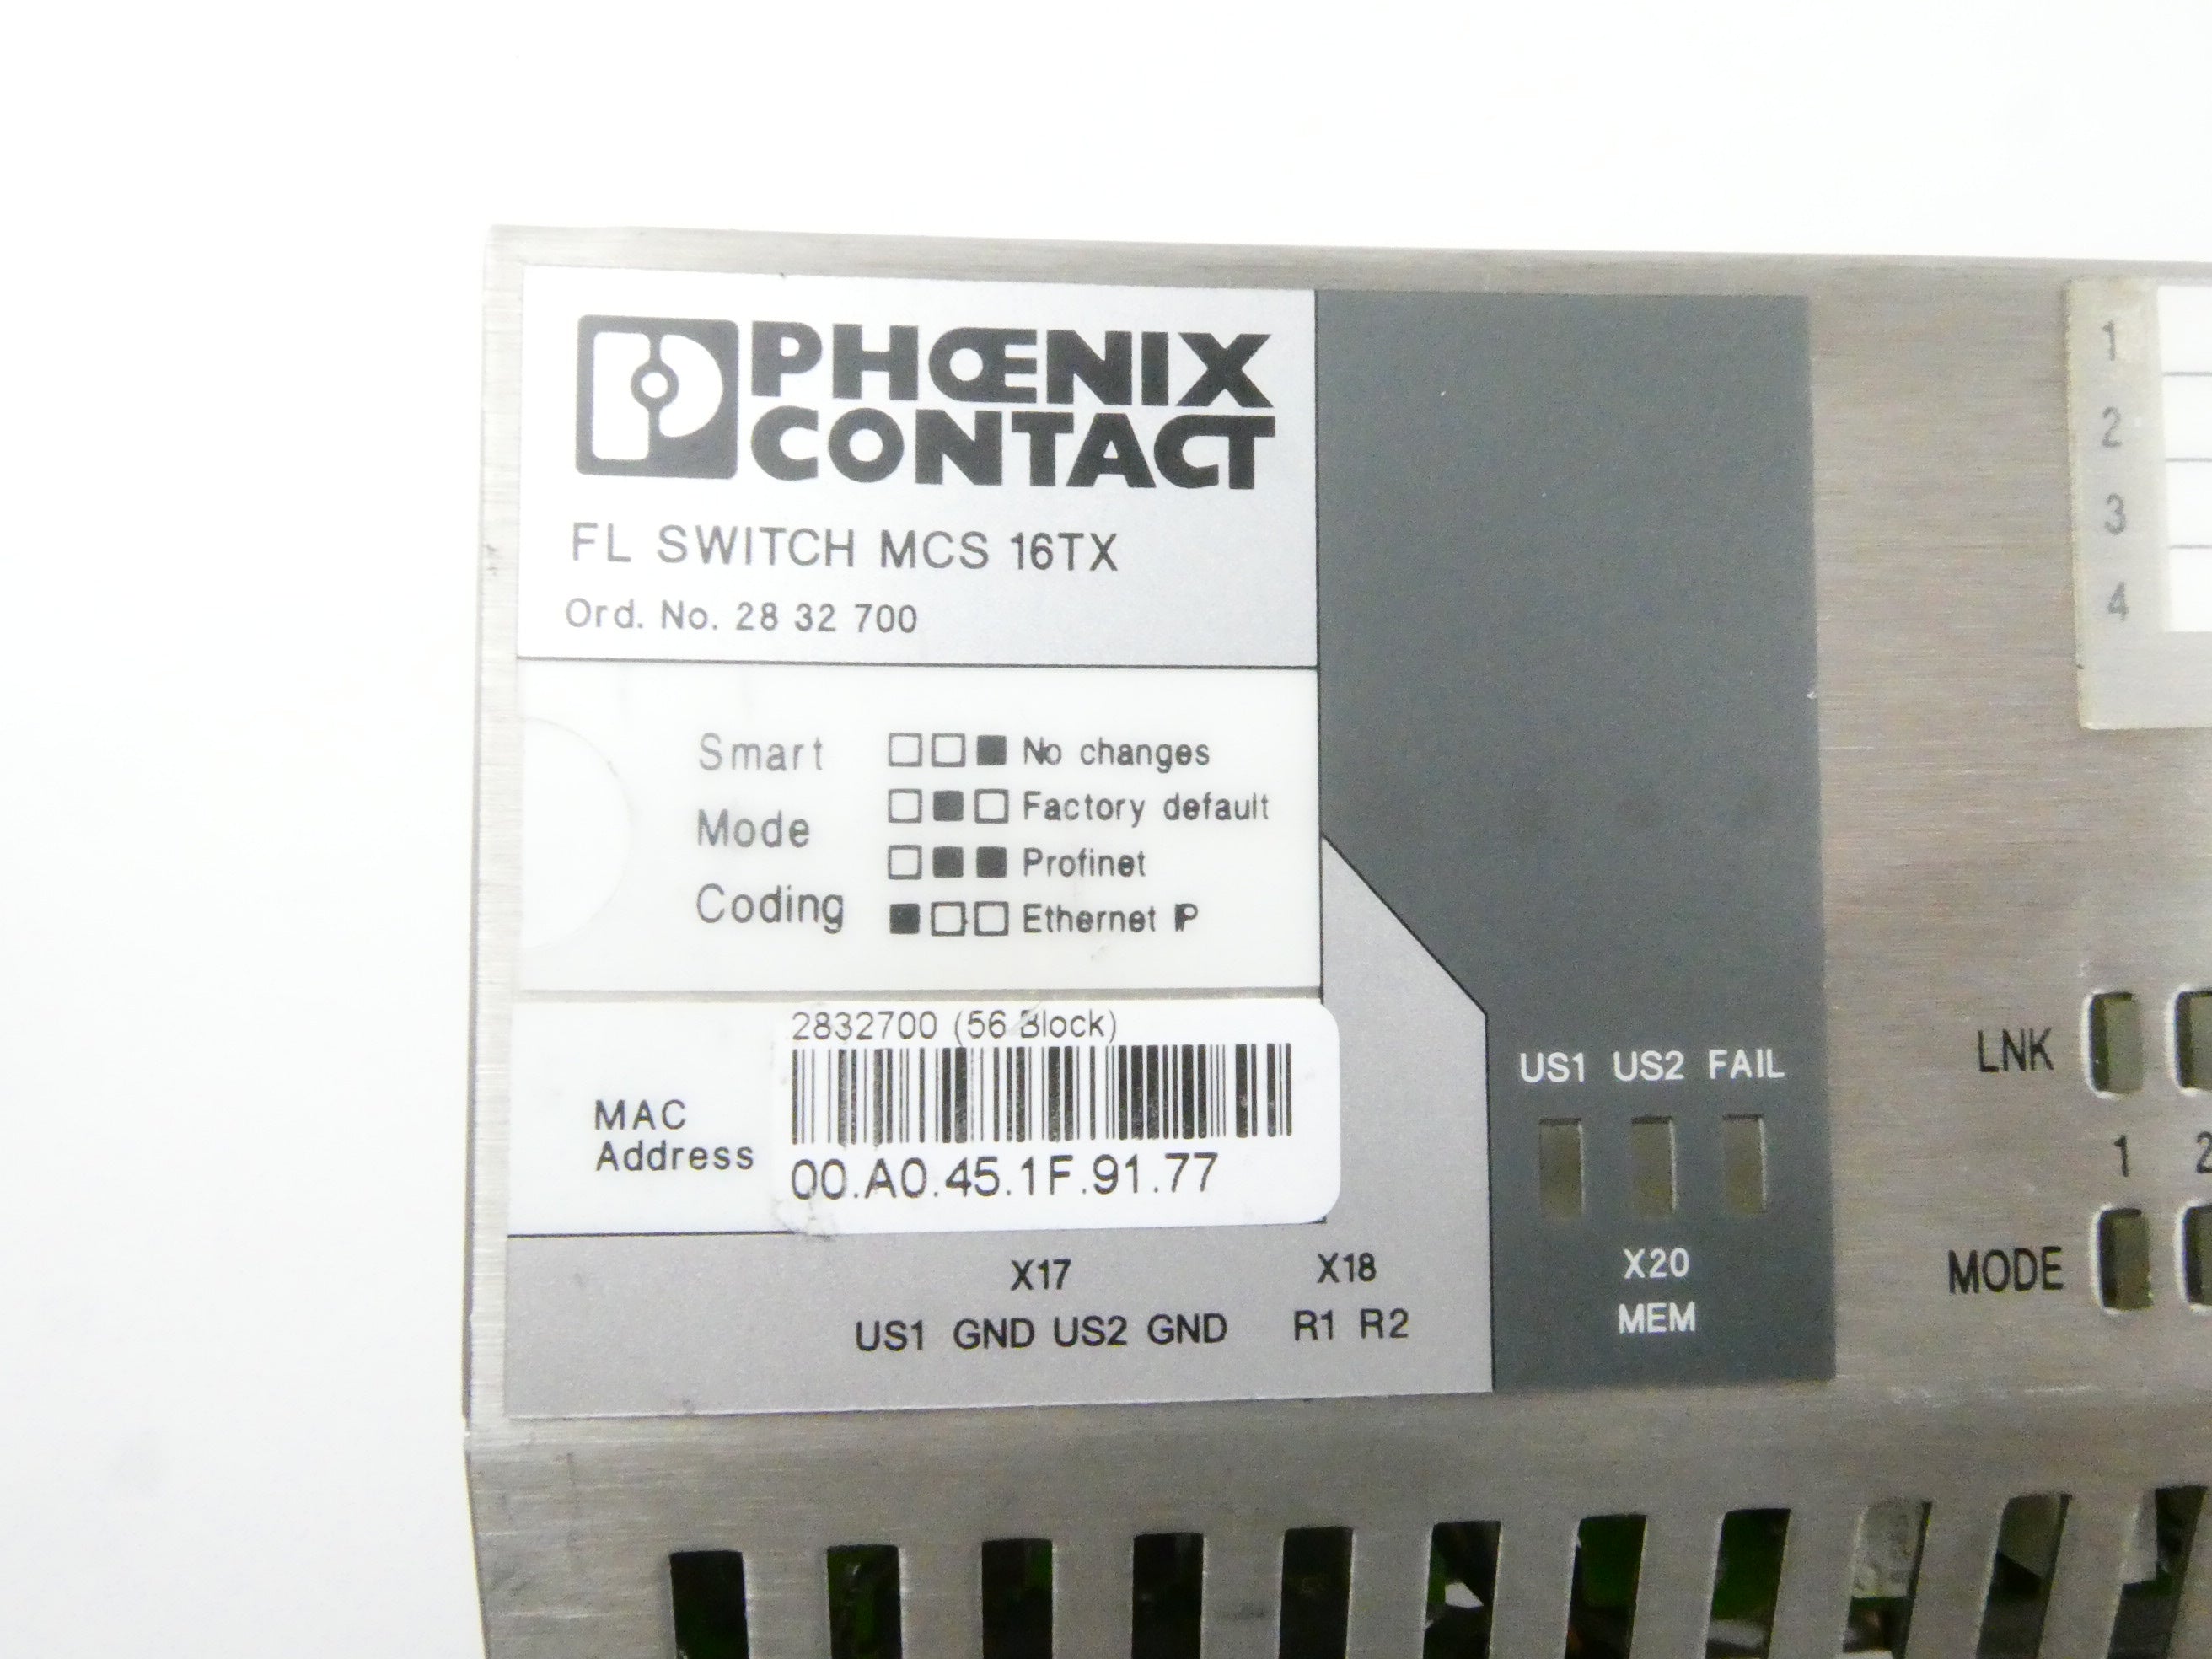 PHŒNIX
CONTACT
FL SWITCH MCS 16TX
Ord. No. 28 32 700
Smart
Mode
Coding
No changes
Factory default
Profinet
Ethernet IP
2832700 (56 Block)
MAC
Address
00.A0.45.1F.91.77
X17
US1 GND US2 GND
X18
R1 R2
US1 US2 FAIL
X20
MEM
1
2
3
4
LNK
1 2
MODE